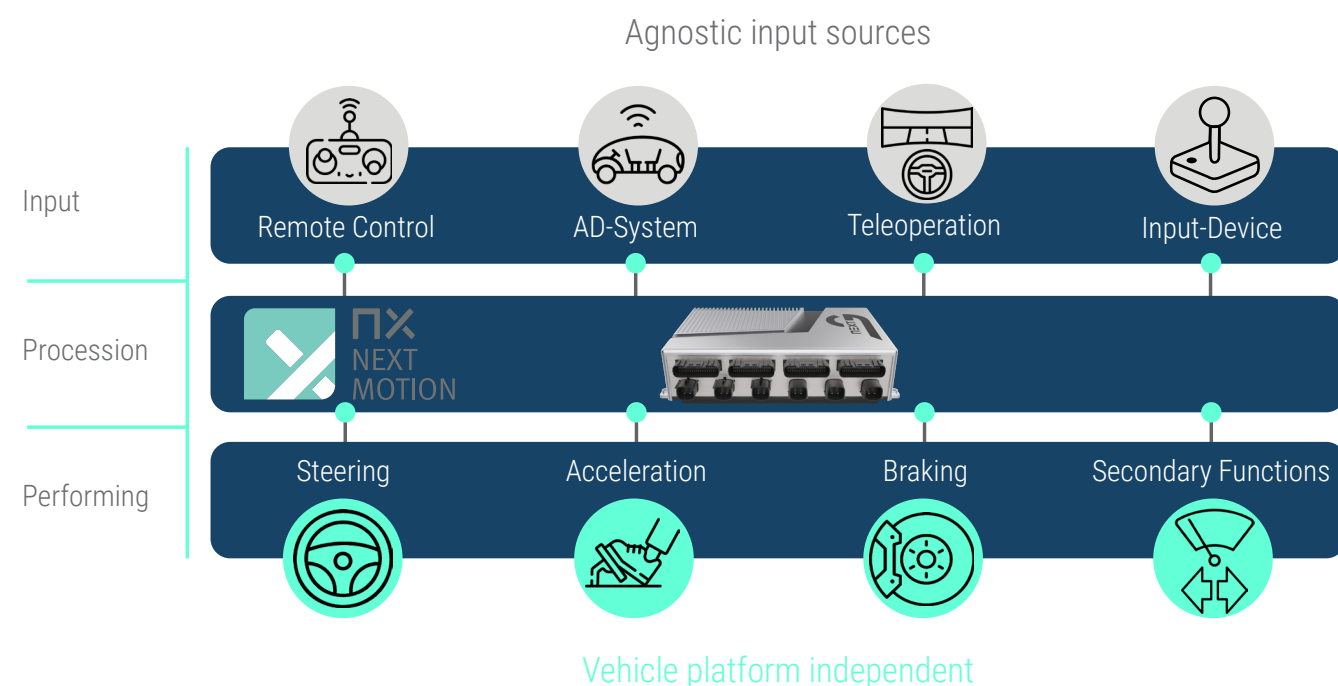 Agnostic input sources
Input
Remote Control
AD-System
Teleoperation
Input-Device
Procession
NEXT
MOTION
NEXT
Performing
Steering
Acceleration
Braking
Secondary Functions
Vehicle platform independent